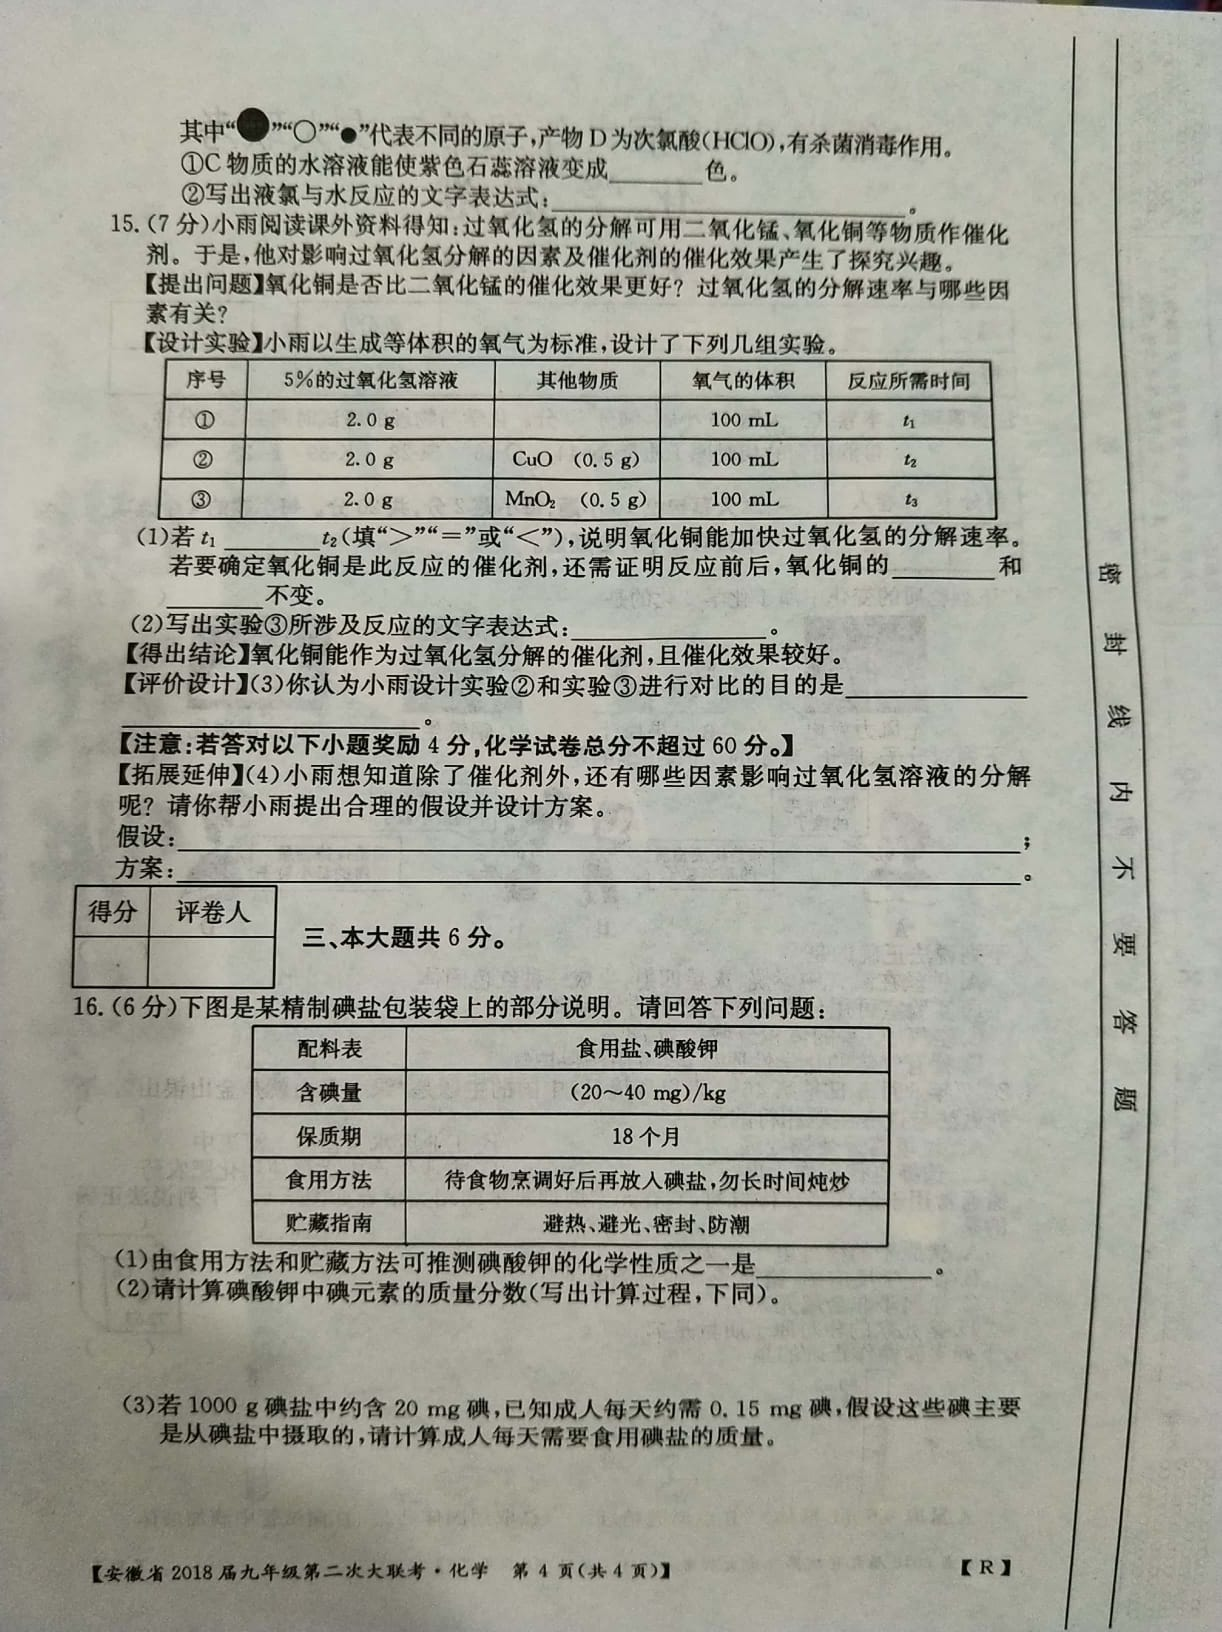 其中“●”“○”“●”代表不同的原子,产物D为次氯酸(HClO),有杀菌消毒作用。
①C物质的水溶液能使紫色石蕊溶液变成________色。
②写出液氯与水反应的文字表达式:________________。
15.(7分)小雨阅读课外资料得知:过氧化氢的分解可用二氧化锰、氧化铜等物质作催化
剂。于是,他对影响过氧化氢分解的因素及催化剂的催化效果产生了探究兴趣。
【提出问题】氧化铜是否比二氧化锰的催化效果更好?过氧化氢的分解速率与哪些因
素有关?
【设计实验】小雨以生成等体积的氧气为标准,设计了下列几组实验。
序号 5%的过氧化氢溶液 其他物质 氧气的体积 反应所需时间
① 2.0 g 100 mL t₁
② 2.0 g CuO (0.5 g) 100 mL t₂
③ 2.0 g MnO₂ (0.5 g) 100 mL t₃
(1)若t₁ ________t₂(填“>”“=”或“<”),说明氧化铜能加快过氧化氢的分解速率。
若要确定氧化铜是此反应的催化剂,还需证明反应前后,氧化铜的________和
________不变。
(2)写出实验③所涉及反应的文字表达式:________________。
【得出结论】氧化铜能作为过氧化氢分解的催化剂,且催化效果较好。
【评价设计】(3)你认为小雨设计实验②和实验③进行对比的目的是________________
________________。
【注意:若答对以下小题奖励4分,化学试卷总分不超过60分。】
【拓展延伸】(4)小雨想知道除了催化剂外,还有哪些因素影响过氧化氢溶液的分解
呢?请你帮小雨提出合理的假设并设计方案。
假设:________________;
方案:________________。
得分 评卷人
三、本大题共6分。
16.(6分)下图是某精制碘盐包装袋上的部分说明。请回答下列问题:
配料表 食用盐、碘酸钾
含碘量 (20～40 mg)/kg
保质期 18个月
食用方法 待食物烹调好后再放入碘盐,勿长时间炖炒
贮藏指南 避热、避光、密封、防潮
(1)由食用方法和贮藏方法可推测碘酸钾的化学性质之一是________________。
(2)请计算碘酸钾中碘元素的质量分数(写出计算过程,下同)。
(3)若1000 g碘盐中约含20 mg碘,已知成人每天约需0.15 mg碘,假设这些碘主要
是从碘盐中摄取的,请计算成人每天需要食用碘盐的质量。
【安徽省2018届九年级第二次大联考·化学 第4页(共4页)】 【R】
密封线内不要答题